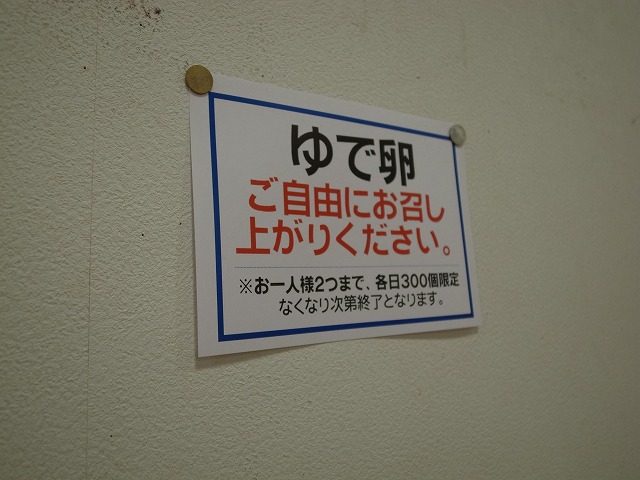 ゆで卵
ご自由にお召し
上がりください。
※お一人様2つまで、各日300個限定
なくなり次第終了となります。